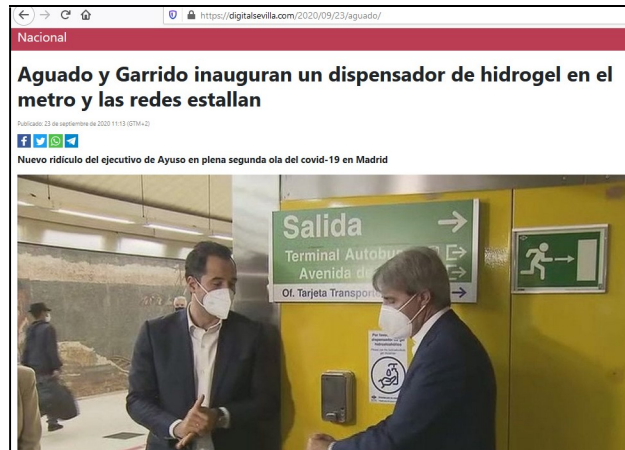 https://digitalsevilla.com/2020/09/23/aguado/
Nacional
Aguado y Garrido inauguran un dispensador de hidrogel en el
metro y las redes estallan
Publicado: 23 de septiembre de 2020 11:13 (GTM+2)
Nuevo ridículo del ejecutivo de Ayuso en plena segunda ola del covid-19 en Madrid
Salida
Terminal Autobu
Avenida d
Of. Tarjeta Transpor